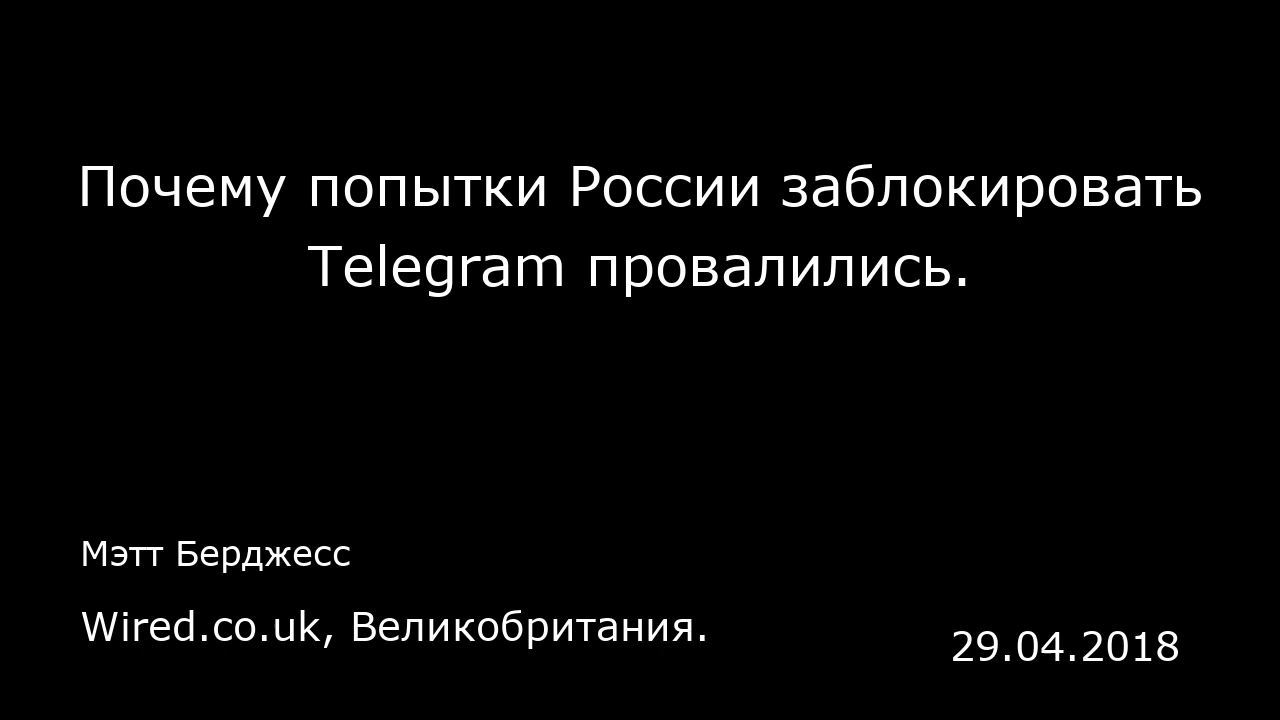 Почему попытки России заблокировать
Telegram провалились.
Мэтт Берджесс
Wired.co.uk, Великобритания.
29.04.2018